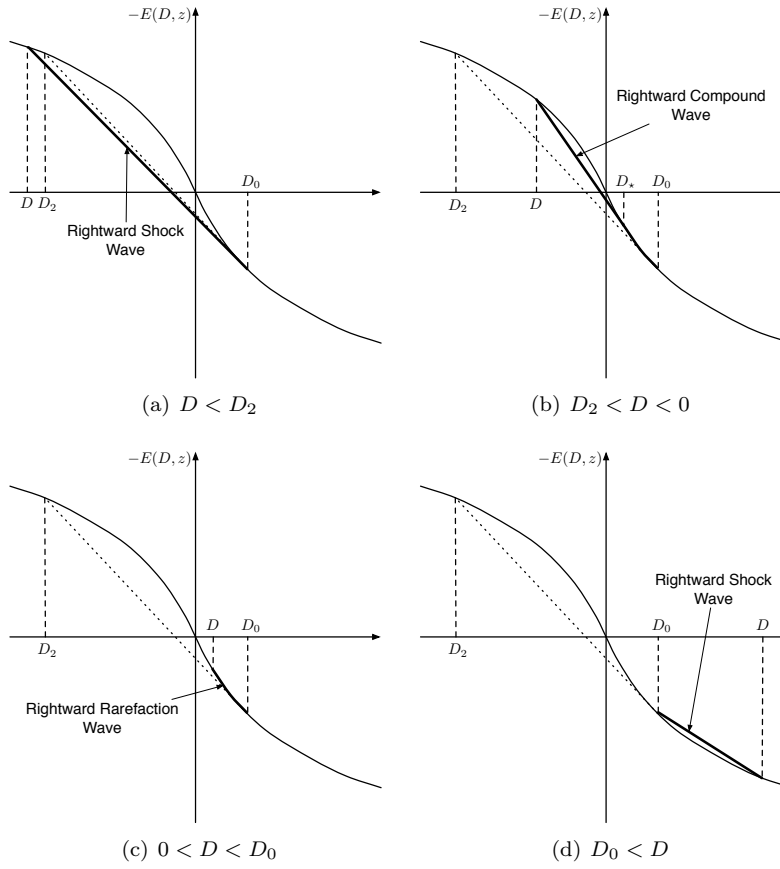 −E(D, z)
D D₂
D₀
Rightward Shock
Wave
(a) D < D₂
−E(D, z)
Rightward Compound
Wave
D₂ D D⋆ D₀
(b) D₂ < D < 0
−E(D, z)
D₂ D D₀
Rightward Rarefaction
Wave
(c) 0 < D < D₀
−E(D, z)
Rightward Shock
Wave
D₂ D₀ D
(d) D₀ < D